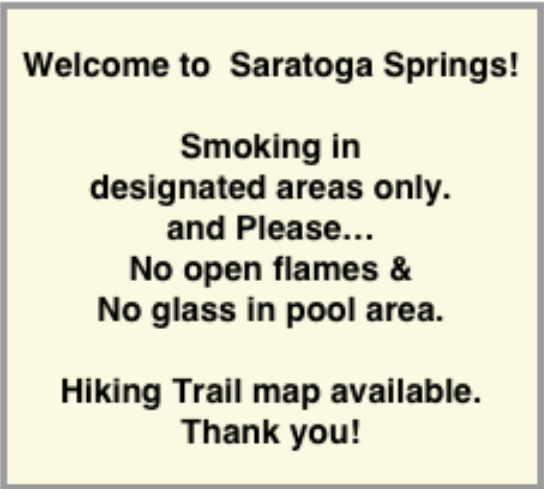 Welcome to  Saratoga Springs!
Smoking in
designated areas only.
and Please...
No open flames &
No glass in pool area.
Hiking Trail map available.
Thank you!